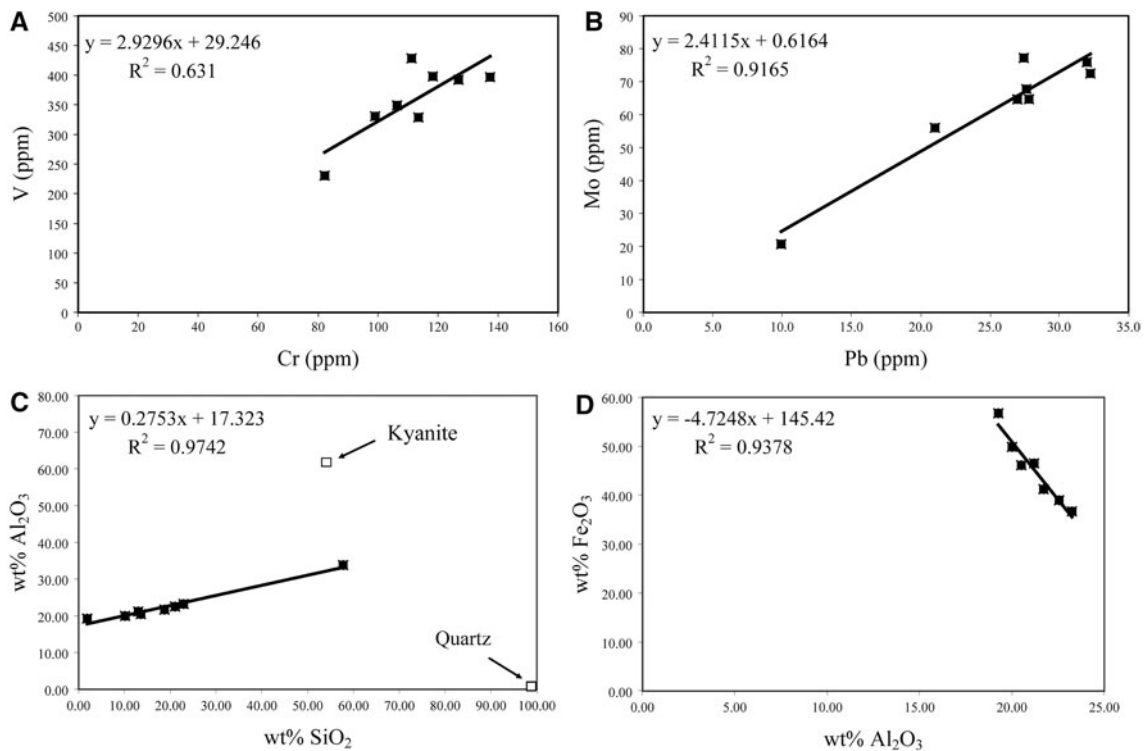 A
y = 2.9296x + 29.246
R² = 0.631
500
450
400
350
300
250
200
150
100
50
0
V (ppm)
0 20 40 60 80 100 120 140 160
Cr (ppm)
B
y = 2.4115x + 0.6164
R² = 0.9165
90
80
70
60
50
40
30
20
10
0
Mo (ppm)
0.0 5.0 10.0 15.0 20.0 25.0 30.0 35.0
Pb (ppm)
C
y = 0.2753x + 17.323
R² = 0.9742
Kyanite
Quartz
80.00
70.00
60.00
50.00
40.00
30.00
20.00
10.00
0.00
wt% Al₂O₃
0.00 10.00 20.00 30.00 40.00 50.00 60.00 70.00 80.00 90.00 100.00
wt% SiO₂
D
y = -4.7248x + 145.42
R² = 0.9378
60.00
50.00
40.00
30.00
20.00
10.00
0.00
wt% Fe₂O₃
0.00 5.00 10.00 15.00 20.00 25.00
wt% Al₂O₃